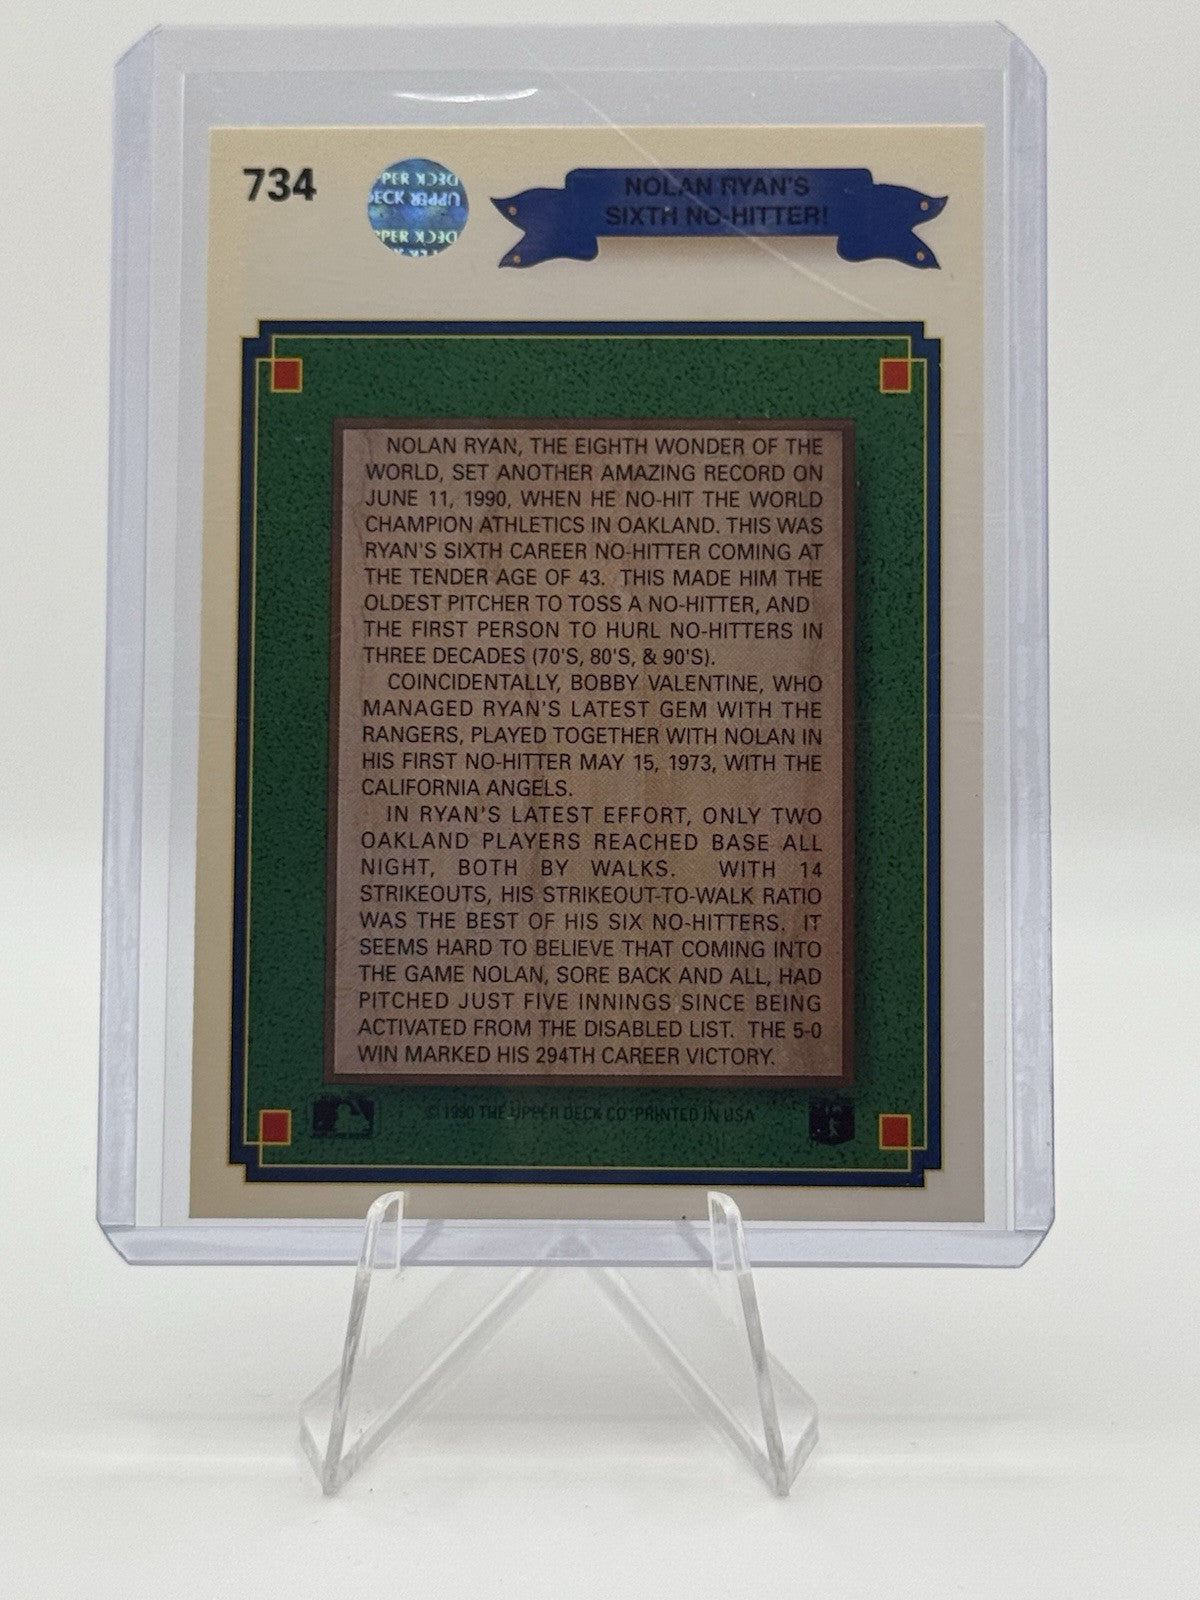 734
PER DECK
DECK UPPER
UPPER DECK
NOLAN RYAN'S
SIXTH NO-HITTER!
NOLAN RYAN, THE EIGHTH WONDER OF THE
WORLD, SET ANOTHER AMAZING RECORD ON
JUNE 11, 1990, WHEN HE NO-HIT THE WORLD
CHAMPION ATHLETICS IN OAKLAND. THIS WAS
RYAN'S SIXTH CAREER NO-HITTER COMING AT
THE TENDER AGE OF 43. THIS MADE HIM THE
OLDEST PITCHER TO TOSS A NO-HITTER, AND
THE FIRST PERSON TO HURL NO-HITTERS IN
THREE DECADES (70'S, 80'S, & 90'S).
COINCIDENTALLY, BOBBY VALENTINE, WHO
MANAGED RYAN'S LATEST GEM WITH THE
RANGERS, PLAYED TOGETHER WITH NOLAN IN
HIS FIRST NO-HITTER MAY 15, 1973, WITH THE
CALIFORNIA ANGELS.
IN RYAN'S LATEST EFFORT, ONLY TWO
OAKLAND PLAYERS REACHED BASE ALL
NIGHT, BOTH BY WALKS. WITH 14
STRIKEOUTS, HIS STRIKEOUT-TO-WALK RATIO
WAS THE BEST OF HIS SIX NO-HITTERS. IT
SEEMS HARD TO BELIEVE THAT COMING INTO
THE GAME NOLAN, SORE BACK AND ALL, HAD
PITCHED JUST FIVE INNINGS SINCE BEING
ACTIVATED FROM THE DISABLED LIST. THE 5-0
WIN MARKED HIS 294TH CAREER VICTORY.
© 1990 THE UPPER DECK CO. PRINTED IN USA